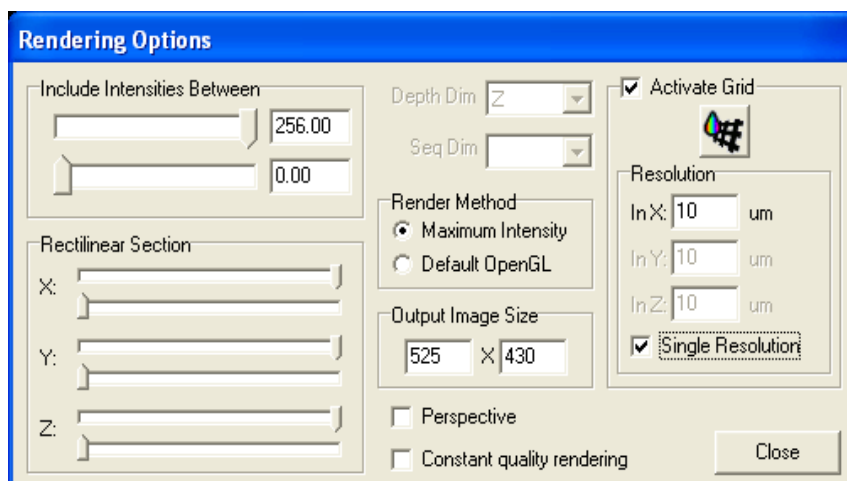 Rendering Options
Include Intensities Between
256.00
0.00
Rectilinear Section
X:
Y:
Z:
Depth Dim Z
Seq Dim
Render Method
Maximum Intensity
Default OpenGL
Output Image Size
525 X 430
Perspective
Constant quality rendering
Activate Grid
Resolution
In X: 10 um
In Y: 10 um
In Z: 10 um
Single Resolution
Close